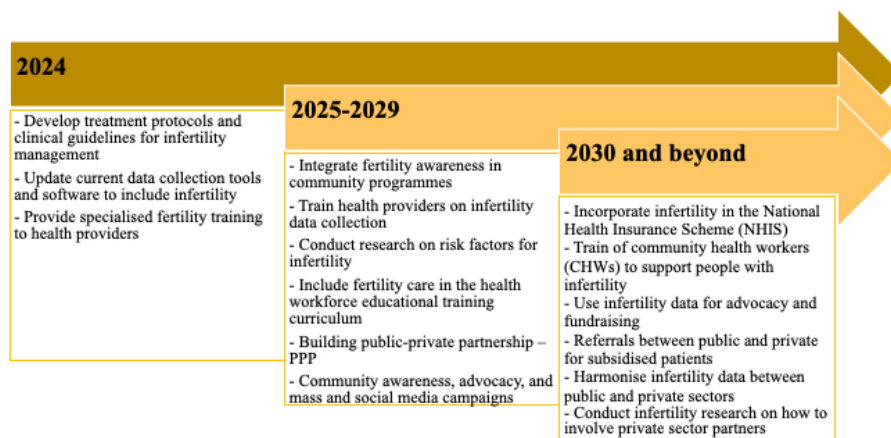 2024
- Develop treatment protocols and
clinical guidelines for infertility
management
- Update current data collection tools
and software to include infertility
- Provide specialised fertility training
to health providers
2025-2029
- Integrate fertility awareness in
community programmes
- Train health providers on infertility
data collection
- Conduct research on risk factors for
infertility
- Include fertility care in the health
workforce educational training
curriculum
- Building public-private partnership –
PPP
- Community awareness, advocacy, and
mass and social media campaigns
2030 and beyond
- Incorporate infertility in the National
Health Insurance Scheme (NHIS)
- Train of community health workers
(CHWs) to support people with
infertility
- Use infertility data for advocacy and
fundraising
- Referrals between public and private
for subsidised patients
- Harmonise infertility data between
public and private sectors
- Conduct infertility research on how to
involve private sector partners